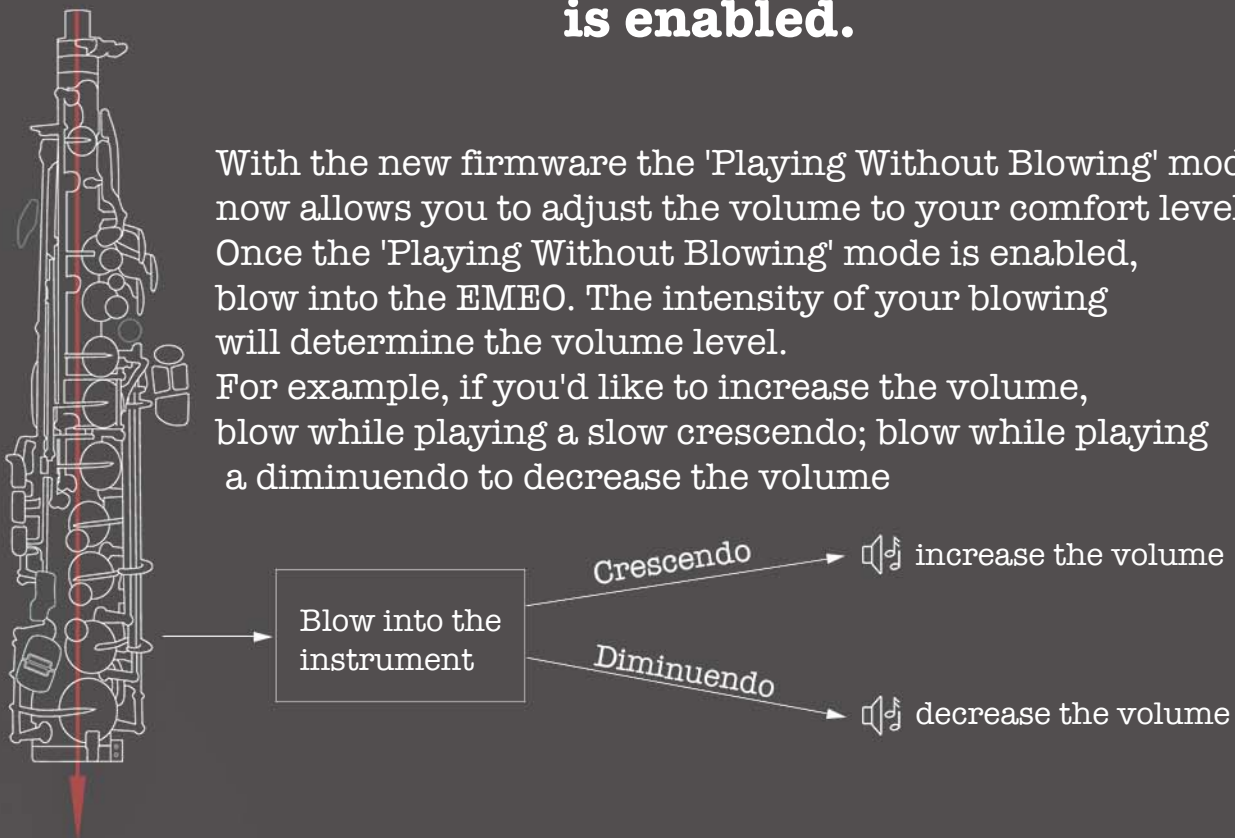 is enabled.
With the new firmware the 'Playing Without Blowing' mod
now allows you to adjust the volume to your comfort level
Once the 'Playing Without Blowing' mode is enabled,
blow into the EMEO. The intensity of your blowing
will determine the volume level.
For example, if you'd like to increase the volume,
blow while playing a slow crescendo; blow while playing
a diminuendo to decrease the volume
Crescendo
increase the volume
Blow into the
instrument
Diminuendo
decrease the volume